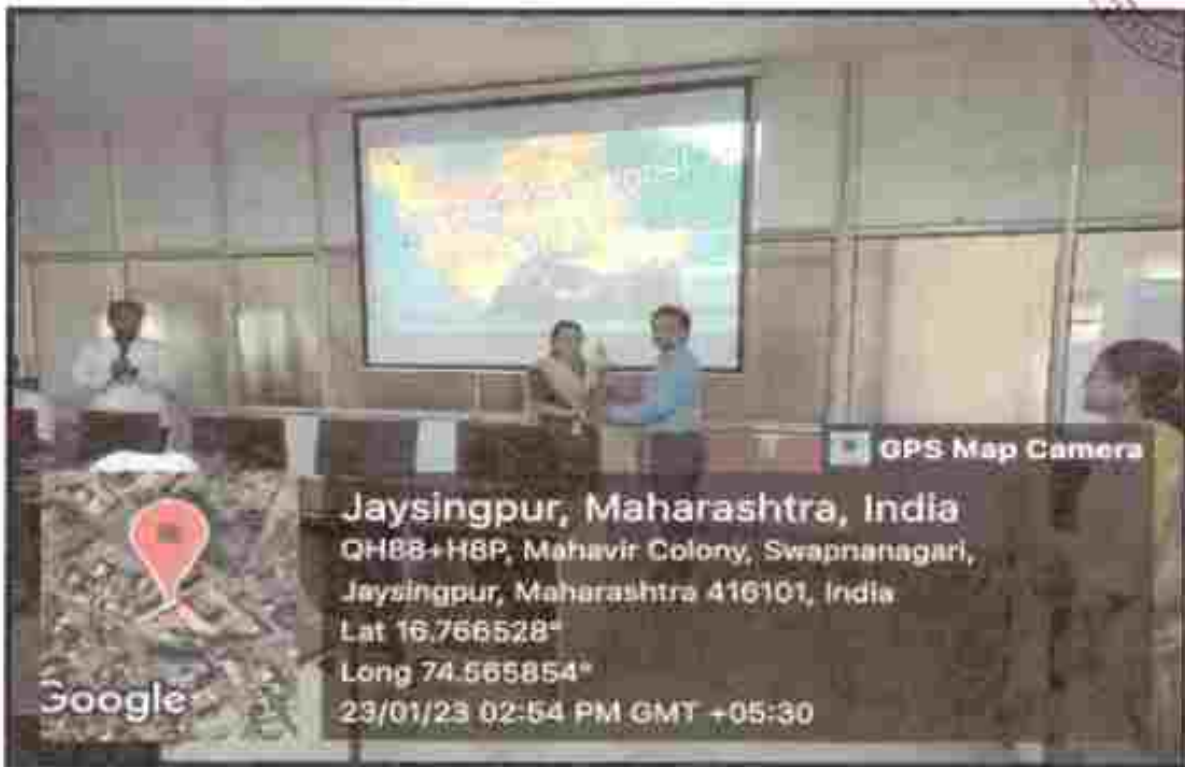 GPS Map Camera
Jaysingpur, Maharashtra, India
QH88+H8P, Mahavir Colony, Swapnanagari,
Jaysingpur, Maharashtra 416101, India
Lat 16.766528°
Long 74.565854°
23/01/23 02:54 PM GMT +05:30
Google